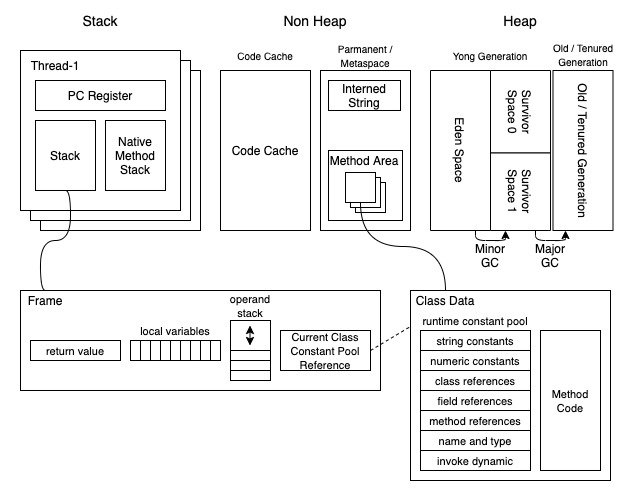 Stack
Non Heap
Heap
Thread-1
PC Register
Stack
Native
Method
Stack
Code Cache
Code Cache
Parmanent /
Metaspace
Interned
String
Method Area
Yong Generation
Old / Tenured
Generation
Eden Space
Survivor
Space 0
Survivor
Space 1
Old / Tenured Generation
Minor
GC
Major
GC
Frame
return value
local variables
operand
stack
Current Class
Constant Pool
Reference
Class Data
runtime constant pool
string constants
numeric constants
class references
field references
method references
name and type
invoke dynamic
Method
Code